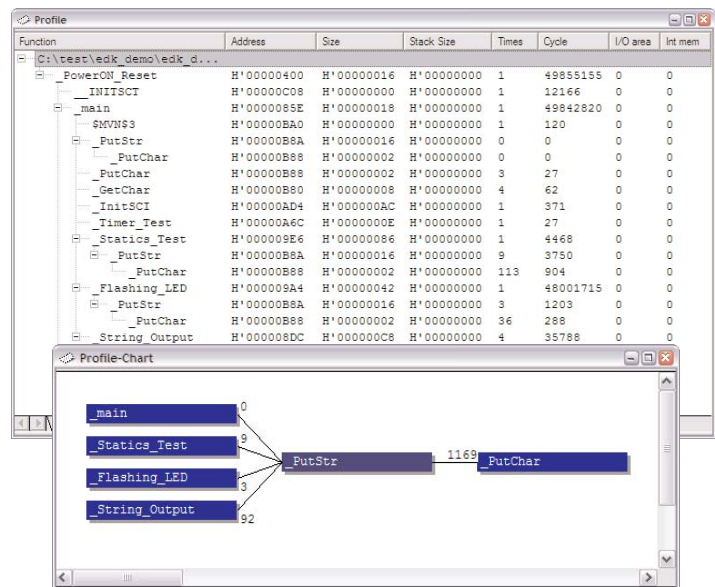 Profile
Function Address Size Stack Size Times Cycle I/O area Int mem
C:\test\edk_demo\edk_d...
_PowerON_Reset H'00000400 H'00000016 H'00000000 1 49855155 0 0
__INITSCT H'00000C08 H'00000000 H'00000000 1 12166 0 0
_main H'0000085E H'00000018 H'00000000 1 49842820 0 0
$MVN$3 H'00000BA0 H'00000000 H'00000000 1 120 0 0
_PutStr H'00000B8A H'00000016 H'00000000 0 0 0 0
_PutChar H'00000B88 H'00000002 H'00000000 0 0 0 0
_PutChar H'00000B88 H'00000002 H'00000000 3 27 0 0
_GetChar H'00000B80 H'00000008 H'00000000 4 62 0 0
_InitSCI H'00000AD4 H'000000AC H'00000000 1 371 0 0
_Timer_Test H'00000A6C H'0000000E H'00000000 1 27 0 0
_Statics_Test H'000009E6 H'00000086 H'00000000 1 4468 0 0
_PutStr H'00000B8A H'00000016 H'00000000 9 3750 0 0
_PutChar H'00000B88 H'00000002 H'00000000 113 904 0 0
_Flashing_LED H'000009A4 H'00000042 H'00000000 1 48001715 0 0
_PutStr H'00000B8A H'00000016 H'00000000 3 1203 0 0
_PutChar H'00000B88 H'00000002 H'00000000 36 288 0 0
_String_Output H'000008DC H'000000C8 H'00000000 4 35788 0 0
Profile-Chart
_main 0
_Statics_Test 9
_PutStr 1169 _PutChar
_Flashing_LED 3
_String_Output 92